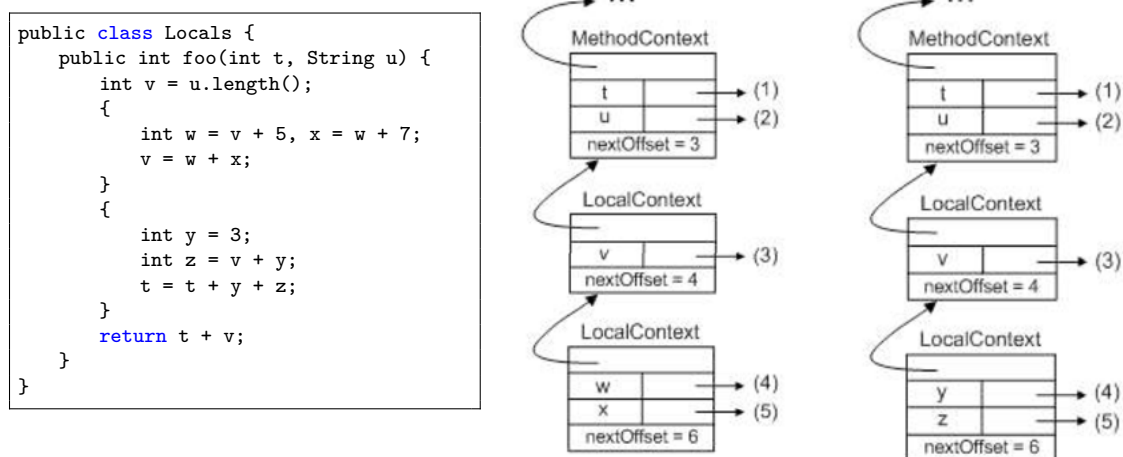 public class Locals {
public int foo(int t, String u) {
int v = u.length();
{
int w = v + 5, x = w + 7;
v = w + x;
}
{
int y = 3;
int z = v + y;
t = t + y + z;
}
return t + v;
}
}
...
MethodContext
t (1)
u (2)
nextOffset = 3
LocalContext
v (3)
nextOffset = 4
LocalContext
w (4)
x (5)
nextOffset = 6
...
MethodContext
t (1)
u (2)
nextOffset = 3
LocalContext
v (3)
nextOffset = 4
LocalContext
y (4)
z (5)
nextOffset = 6